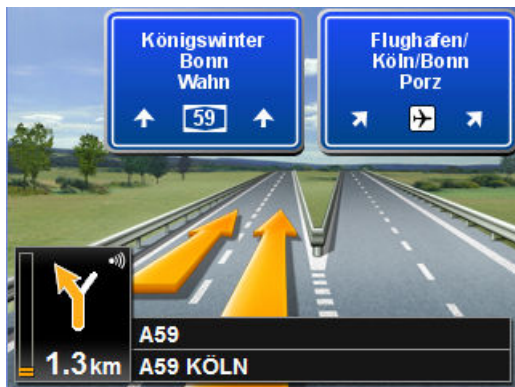 Königswinter
Bonn
Wahn
59
Flughafen/
Köln/Bonn
Porz
1.3km
A59
A59 KÖLN